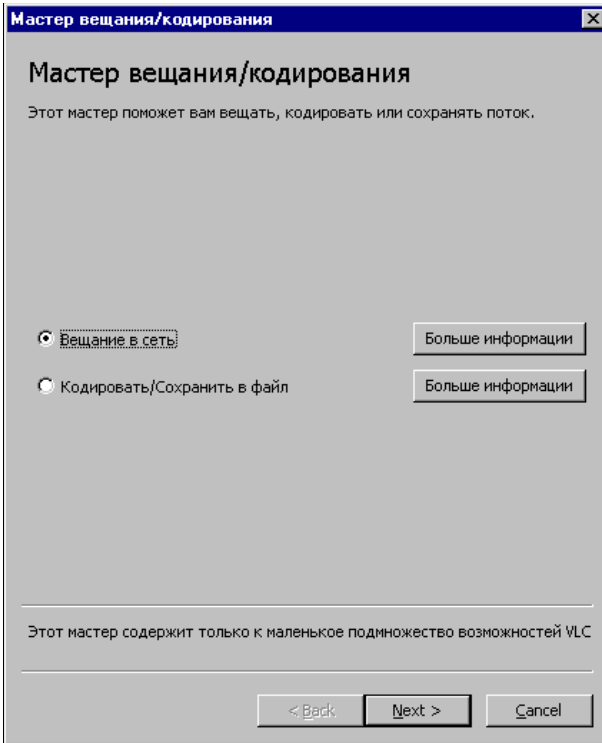 Мастер вещания/кодирования
Мастер вещания/кодирования
Этот мастер поможет вам вещать, кодировать или сохранять поток.
Вещание в сеть Больше информации
Кодировать/Сохранить в файл Больше информации
Этот мастер содержит только к маленькое подмножество возможностей VLC
< Back Next > Cancel